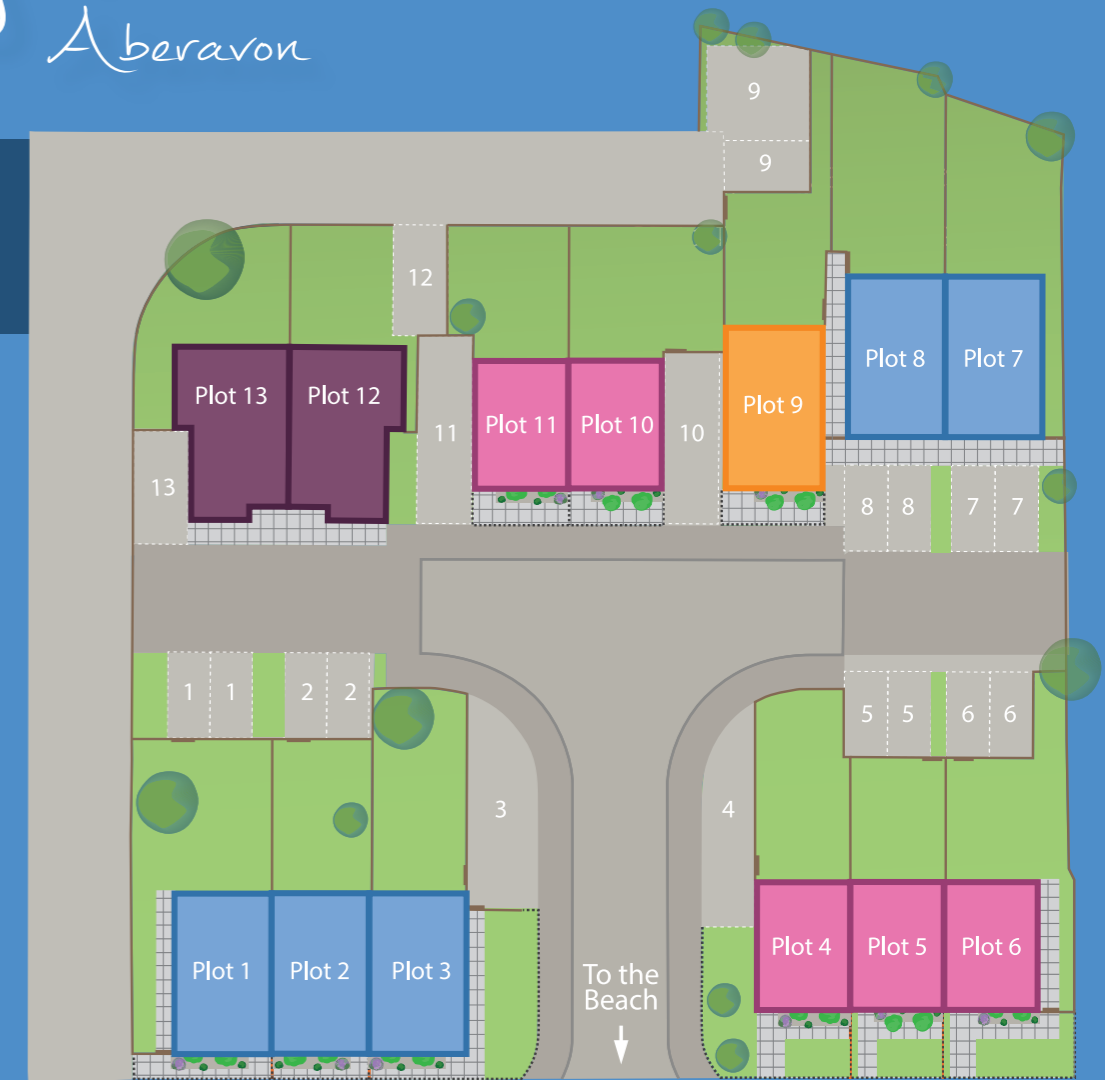 Aberavon
9
9
12
Plot 8 Plot 7
Plot 13 Plot 12
Plot 9
Plot 11 Plot 10
11
10
13
8 8 7 7
1 1 2 2
5 5 6 6
3
4
Plot 4 Plot 5 Plot 6
Plot 1 Plot 2 Plot 3
To the
Beach